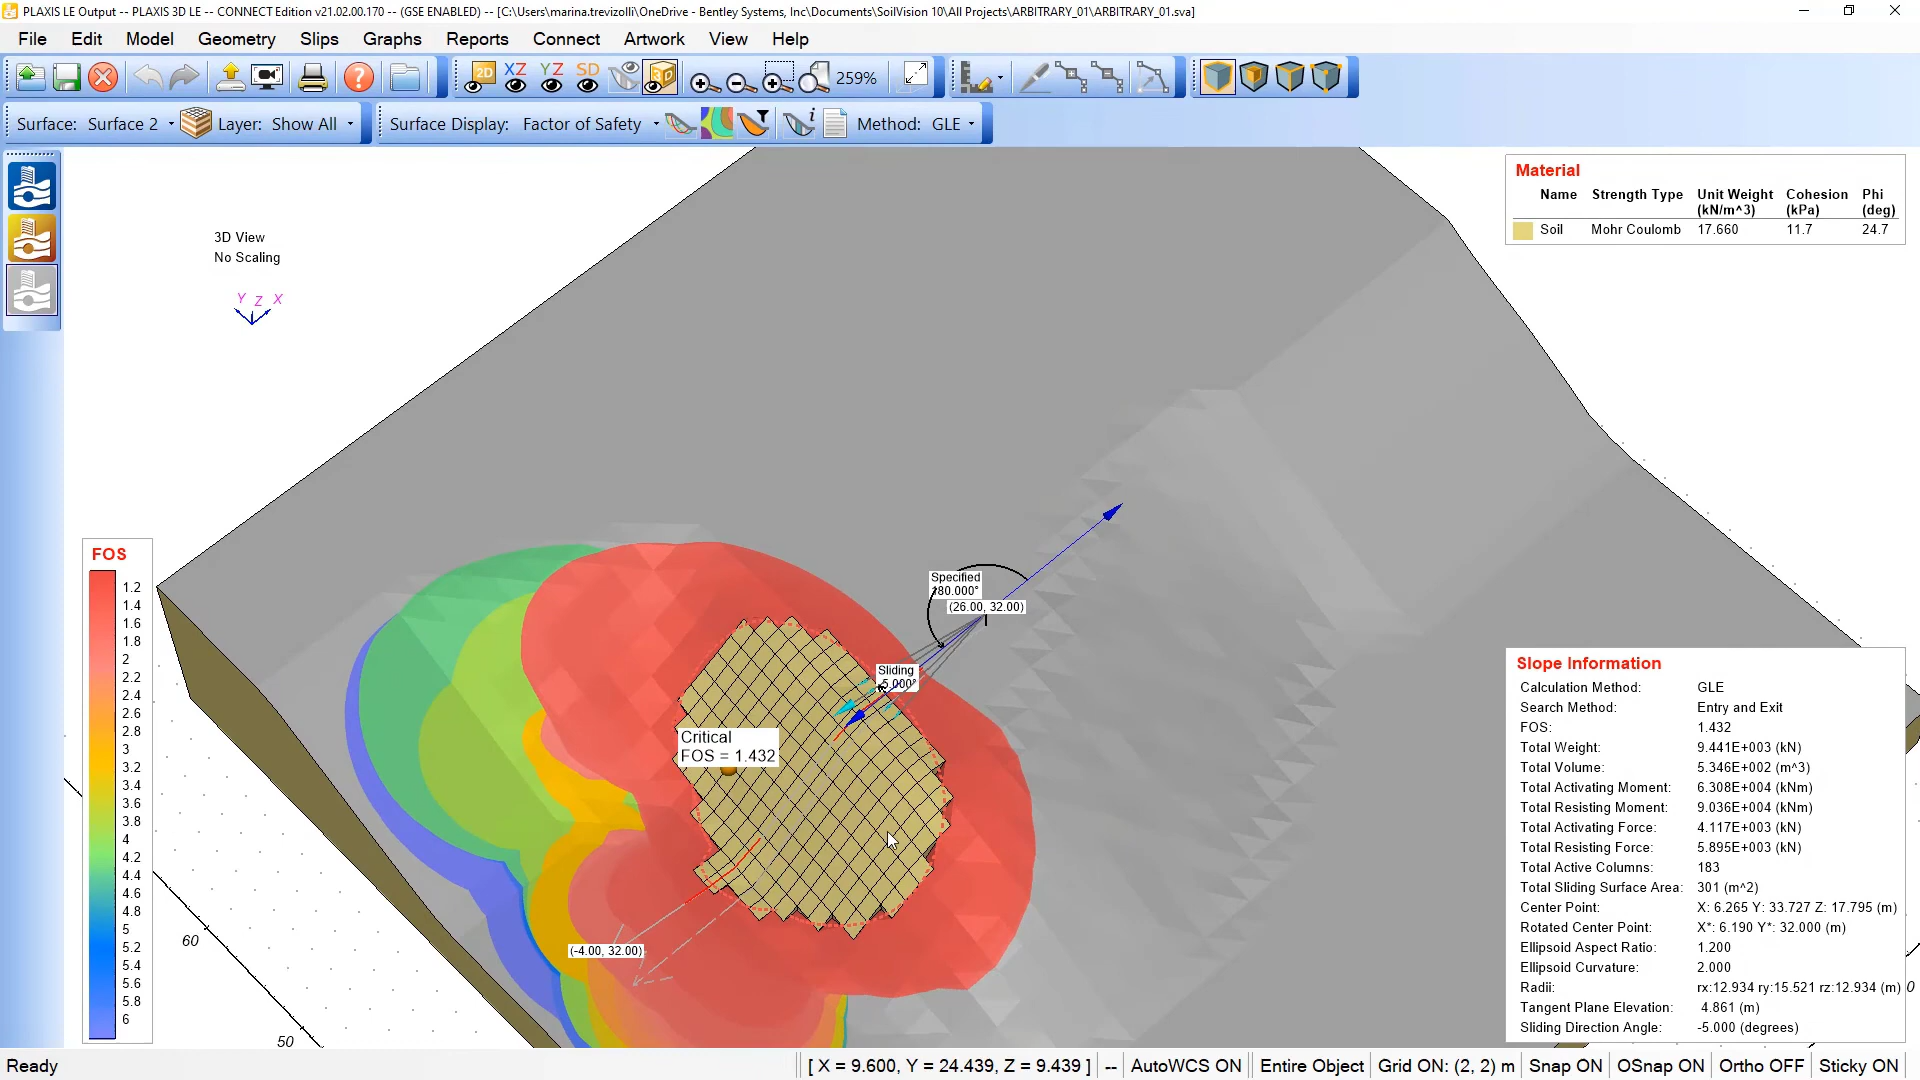 PLAXIS LE Output -- PLAXIS 3D LE -- CONNECT Edition v21.02.00.170 -- (GSE ENABLED) -- [C:\Users\marina.trevizolli\OneDrive - Bentley Systems, Inc\Documents\SoilVision 10\All Projects\ARBITRARY_01\ARBITRARY_01.sva]
File Edit Model Geometry Slips Graphs Reports Connect Artwork View Help
2D XZ YZ SD 3D 259%
Surface: Surface 2 Layer: Show All Surface Display: Factor of Safety Method: GLE
3D View
No Scaling
Y Z X
Material
Name Strength Type Unit Weight (kN/m^3) Cohesion (kPa) Phi (deg)
Soil Mohr Coulomb 17.660 11.7 24.7
FOS
1.2
1.4
1.6
1.8
2
2.2
2.4
2.6
2.8
3
3.2
3.4
3.6
3.8
4
4.2
4.4
4.6
4.8
5
5.2
5.4
5.6
5.8
6
Specified
180.000°
(26.00, 32.00)
Sliding
-5.000°
Critical
FOS = 1.432
(-4.00, 32.00)
60
50
0
Slope Information
Calculation Method: GLE
Search Method: Entry and Exit
FOS: 1.432
Total Weight: 9.441E+003 (kN)
Total Volume: 5.346E+002 (m^3)
Total Activating Moment: 6.308E+004 (kNm)
Total Resisting Moment: 9.036E+004 (kNm)
Total Activating Force: 4.117E+003 (kN)
Total Resisting Force: 5.895E+003 (kN)
Total Active Columns: 183
Total Sliding Surface Area: 301 (m^2)
Center Point: X: 6.265 Y: 33.727 Z: 17.795 (m)
Rotated Center Point: X*: 6.190 Y*: 32.000 (m)
Ellipsoid Aspect Ratio: 1.200
Ellipsoid Curvature: 2.000
Radii: rx:12.934 ry:15.521 rz:12.934 (m)
Tangent Plane Elevation: 4.861 (m)
Sliding Direction Angle: -5.000 (degrees)
Ready [ X = 9.600, Y = 24.439, Z = 9.439 ] -- AutoWCS ON Entire Object Grid ON: (2, 2) m Snap ON OSnap ON Ortho OFF Sticky ON